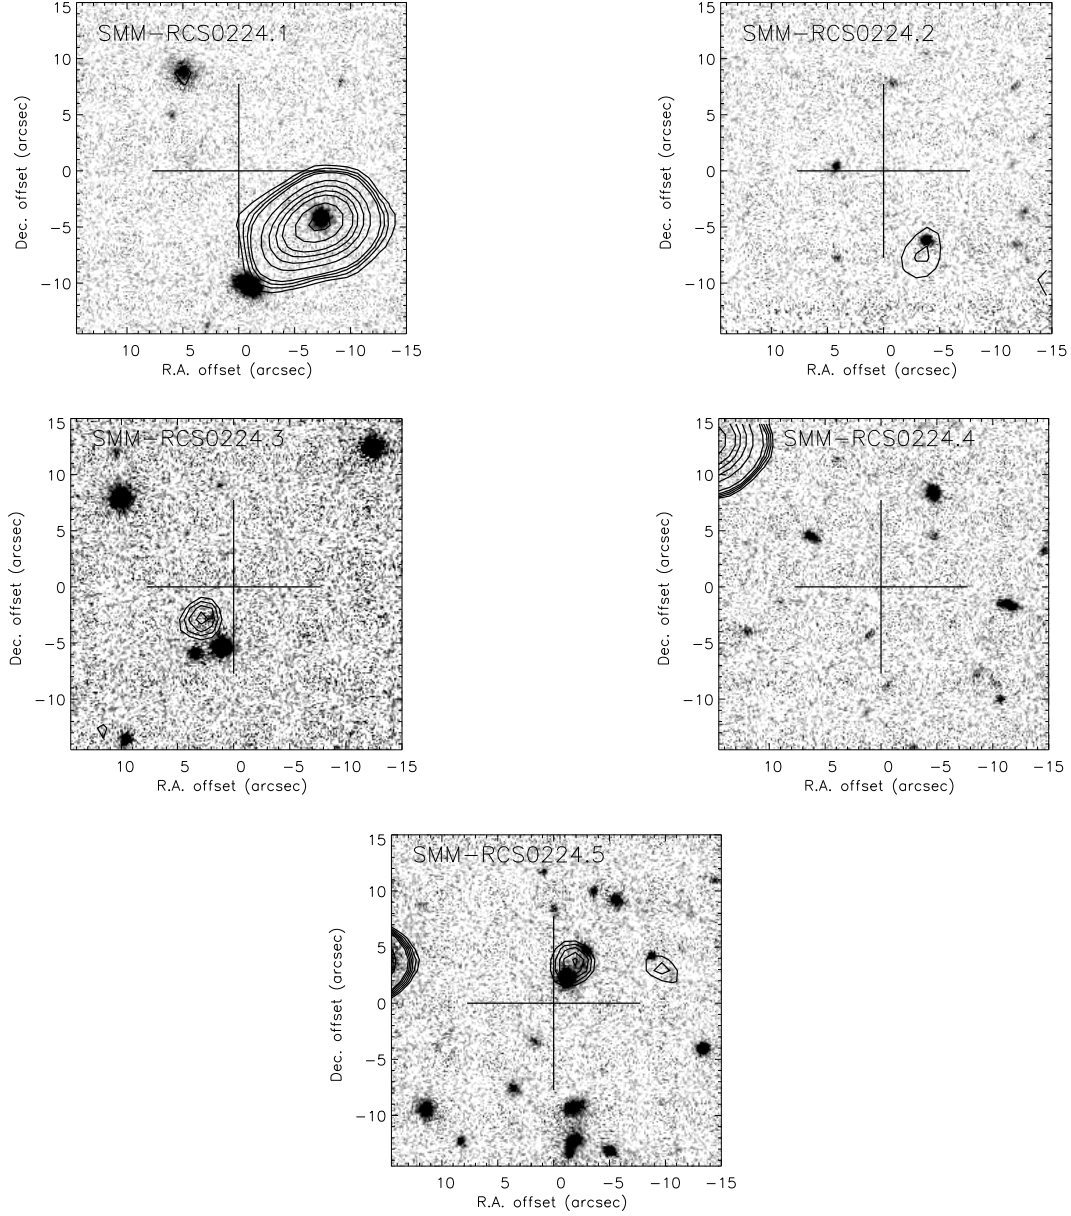 SMM-RCS0224.1
15
10
5
0
-5
-10
Dec. offset (arcsec)
10 5 0 -5 -10 -15
R.A. offset (arcsec)
SMM-RCS0224.2
15
10
5
0
-5
-10
Dec. offset (arcsec)
10 5 0 -5 -10 -15
R.A. offset (arcsec)
SMM-RCS0224.3
15
10
5
0
-5
-10
Dec. offset (arcsec)
10 5 0 -5 -10 -15
R.A. offset (arcsec)
SMM-RCS0224.4
15
10
5
0
-5
-10
Dec. offset (arcsec)
10 5 0 -5 -10 -15
R.A. offset (arcsec)
SMM-RCS0224.5
15
10
5
0
-5
-10
Dec. offset (arcsec)
10 5 0 -5 -10 -15
R.A. offset (arcsec)